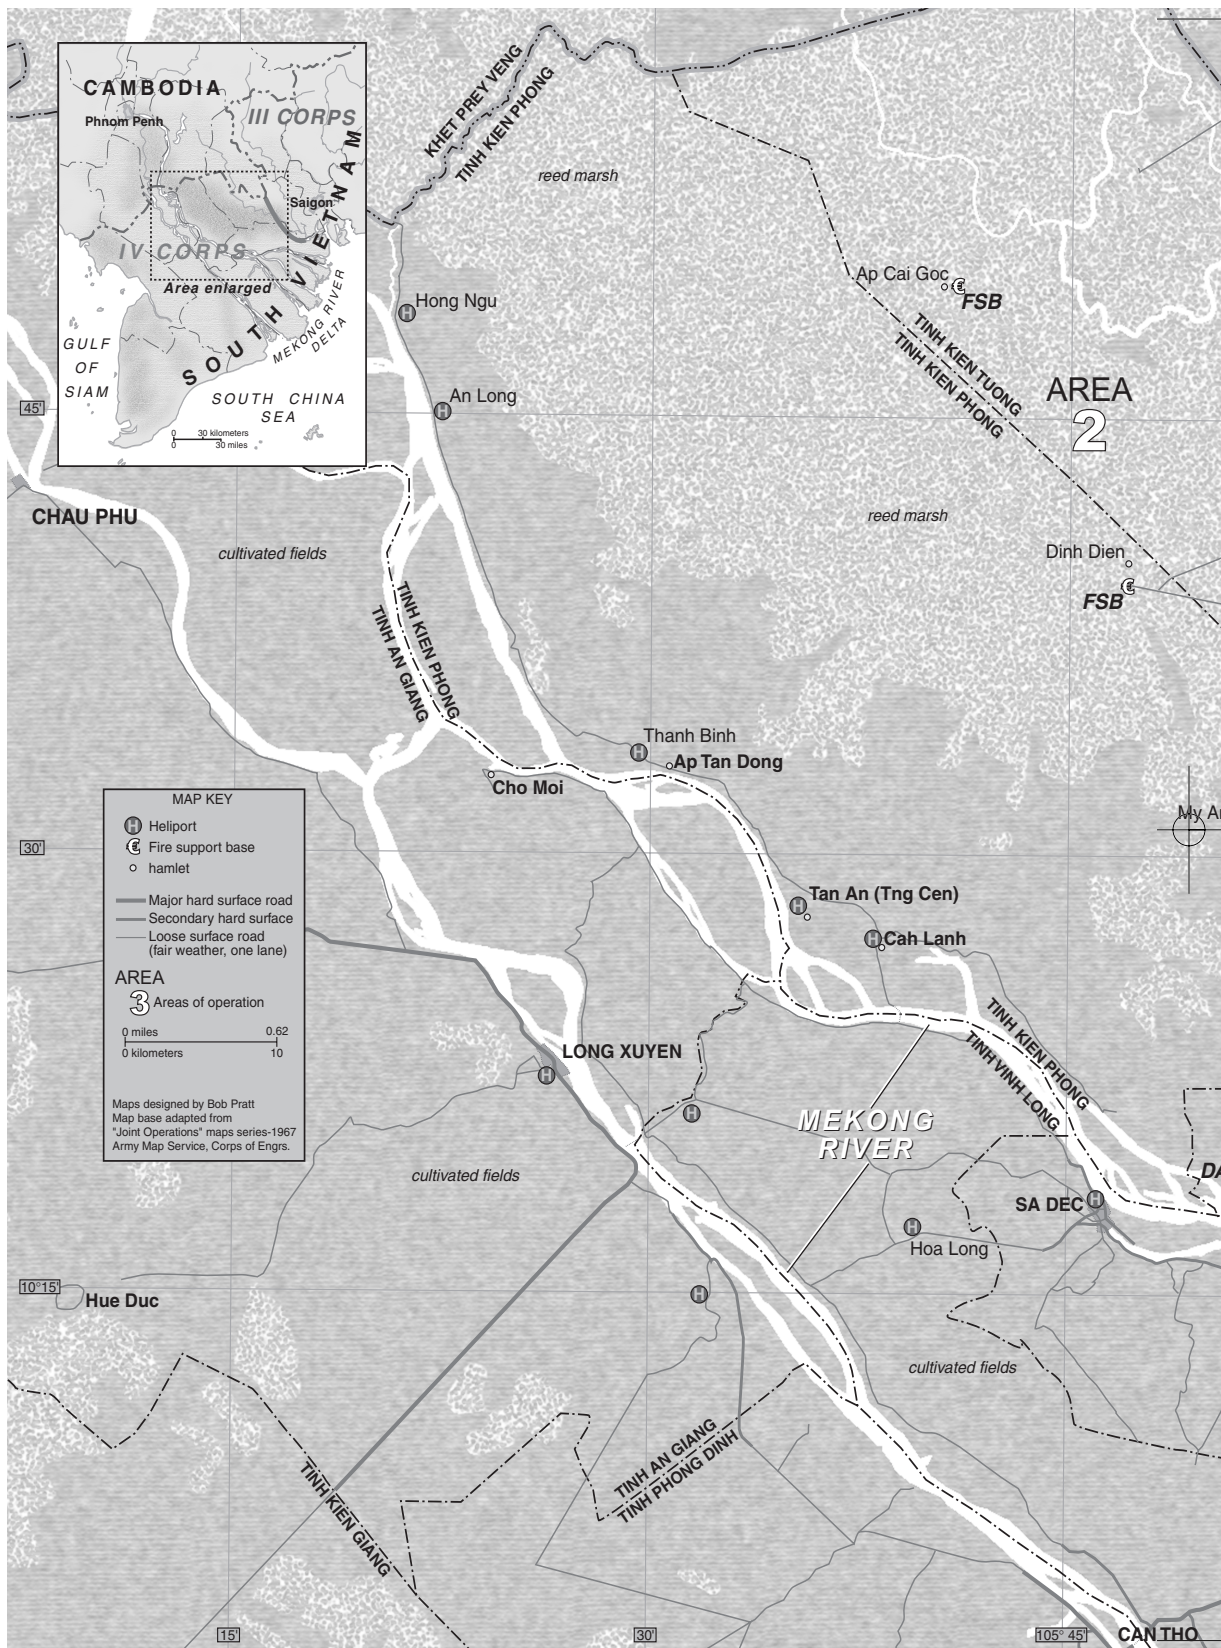 CAMBODIA
III CORPS
Phnom Penh
Saigon
IV CORPS
Area enlarged
SOUTH VIETNAM
MEKONG RIVER
DELTA
GULF
OF
SIAM
SOUTH CHINA
SEA
0 30 kilometers
0 30 miles
KHET PREY VENG
TINH KIEN PHONG
reed marsh
Ap Cai Goc
FSB
Hong Ngu
TINH KIEN TUONG
TINH KIEN PHONG
AREA
2
An Long
45'
CHAU PHU
reed marsh
cultivated fields
Dinh Dien
FSB
TINH KIEN PHONG
TINH AN GIANG
Thanh Binh
Ap Tan Dong
Cho Moi
MAP KEY
H Heliport
Fire support base
hamlet
Major hard surface road
Secondary hard surface
Loose surface road
(fair weather, one lane)
AREA
3 Areas of operation
0 miles 0.62
0 kilometers 10
Maps designed by Bob Pratt
Map base adapted from
"Joint Operations" maps series-1967
Army Map Service, Corps of Engrs.
My Ar
30'
Tan An (Tng Cen)
Cah Lanh
TINH KIEN PHONG
TINH VINH LONG
LONG XUYEN
MEKONG
RIVER
cultivated fields
DA
SA DEC
Hoa Long
10°15'
Hue Duc
cultivated fields
TINH AN GIANG
TINH PHONG DINH
TINH KIEN GIANG
15'
30'
105° 45'
CAN THO